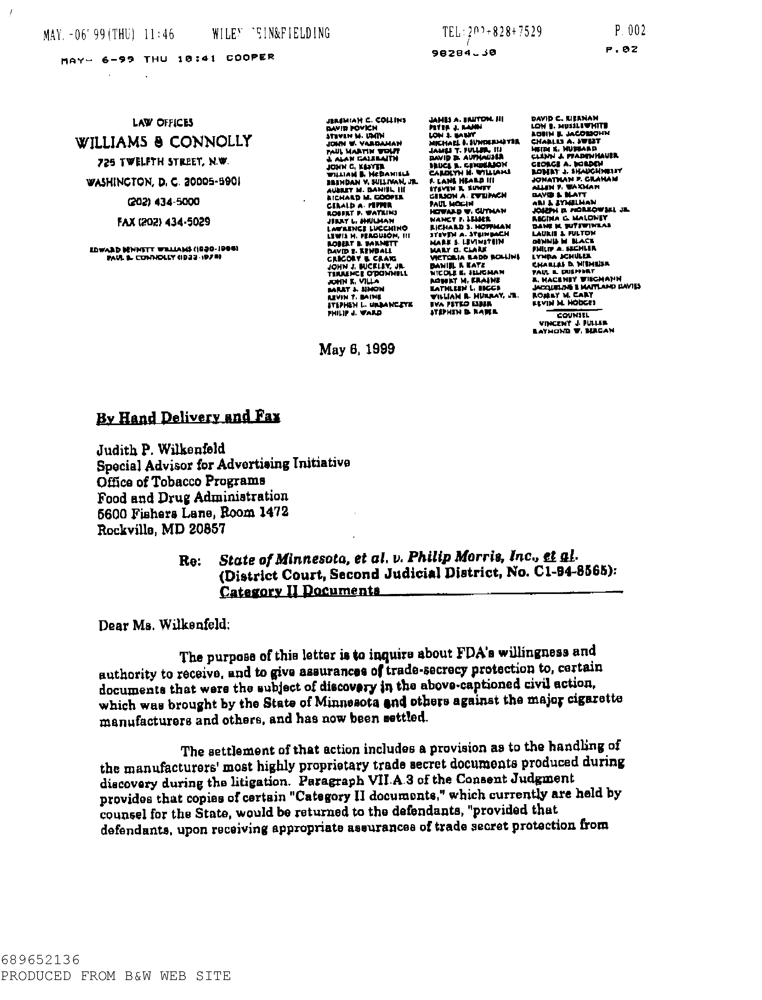 MAY. -06' 99 (THU) 11:46 WILEY REIN&FIELDING TEL:202+828+7529 P. 002
MAY- 6-99 THU 10:41 COOPER P.02
LAW OFFICES
WILLIAMS & CONNOLLY
725 TWELFTH STREET, N.W.
WASHINGTON, D. C. 20005-5901
(202) 434-5000
FAX (202) 434-5029
EDWARD BENNETT WILLIAMS (1920-1988)
PAUL R. CONNOLLY (1922-1978)
JEREMIAH C. COLLINS
DAVID POVICH
STEVEN M. UMIN
JOHN W. VARDAMAN
PAUL MARTIN WOLFF
J. ALAN GALBRAITH
JOHN G. KESTER
WILLIAM E. McDANIELS
BRENDAN V. SULLIVAN, JR.
AUBREY M. DANIEL III
RICHARD M. COOPER
GERALD A. FEFFER
ROBERT P. WATKINS
JERRY L. SHULMAN
LAWRENCE LUCCHINO
LEWIS H. FERGUSON, III
ROBERT B. BARNETT
DAVID E. KENDALL
GREGORY B. CRAIG
JOHN J. BUCKLEY, JR.
TERRENCE O'DONNELL
JOHN K. VILLA
BARRY S. SIMON
KEVIN T. BAINE
STEPHEN L. URBANCZYK
PHILIP J. WARD
JAMES A. BRUTON, III
PETER J. KAHN
LON S. BABBY
MICHAEL S. SUNDERMEYER
JAMES T. FULLER, III
DAVID D. AUFHAUSER
BRUCE R. GENDERSON
CAROLYN H. WILLIAMS
F. LANE HEARD III
STEVEN R. KUNEY
GERSON A. ZWEIFACH
PAUL MOGIN
HOWARD W. GUTMAN
NANCY F. LESSER
RICHARD S. HOFFMAN
STEVEN A. STEINBACH
MARK S. LEVINSTEIN
MARY G. CLARK
VICTORIA RADD ROLLINS
DANIEL F. KATZ
NICOLE K. SELIGMAN
ROBERT M. KRASNE
KATHLEEN L. BEGGS
WILLIAM R. MURRAY, JR.
EVA PETKO ESBER
STEPHEN D. RABER
DAVID C. KIERNAN
LON E. MUSSLEWHITE
ROBIN E. JACOBSOHN
CHARLES A. SWEET
HEIDI K. HUBBARD
GLENN J. PFADENHAUER
GEORGE A. BORDEN
ROBERT J. SHAUGHNESSY
JONATHAN P. GRAHAM
ALLEN P. WAXMAN
DAVID S. BLATT
ARI S. ZYMELMAN
JOSEPH D. PIORKOWSKI, JR.
REGINA G. MALONEY
DANE H. BUTSWINKAS
LAURIE S. FULTON
DENNIS M. BLACK
PHILIP A. SECHLER
LYNDA SCHULER
CHARLES D. NIEMEIER
PAUL K. DUEFFERT
R. HACKNEY WIEGMANN
JACQUELINE E MAITLAND DAVIES
ROBERT M. CARY
KEVIN M. HODGES
COUNSEL
VINCENT J. FULLER
RAYMOND W. BERGAN
May 6, 1999
By Hand Delivery and Fax
Judith P. Wilkenfeld
Special Advisor for Advertising Initiative
Office of Tobacco Programs
Food and Drug Administration
5600 Fishers Lane, Room 1472
Rockville, MD 20857
Re: State of Minnesota, et al. v. Philip Morris, Inc., et al.
(District Court, Second Judicial District, No. C1-94-8565):
Category II Documents
Dear Ms. Wilkenfeld:
The purpose of this letter is to inquire about FDA's willingness and
authority to receive, and to give assurances of trade-secrecy protection to, certain
documents that were the subject of discovery in the above-captioned civil action,
which was brought by the State of Minnesota and others against the major cigarette
manufacturers and others, and has now been settled.
The settlement of that action includes a provision as to the handling of
the manufacturers' most highly proprietary trade secret documents produced during
discovery during the litigation. Paragraph VII.A.3 of the Consent Judgment
provides that copies of certain "Category II documents," which currently are held by
counsel for the State, would be returned to the defendants, "provided that
defendants, upon receiving appropriate assurances of trade secret protection from
689652136
PRODUCED FROM B&W WEB SITE